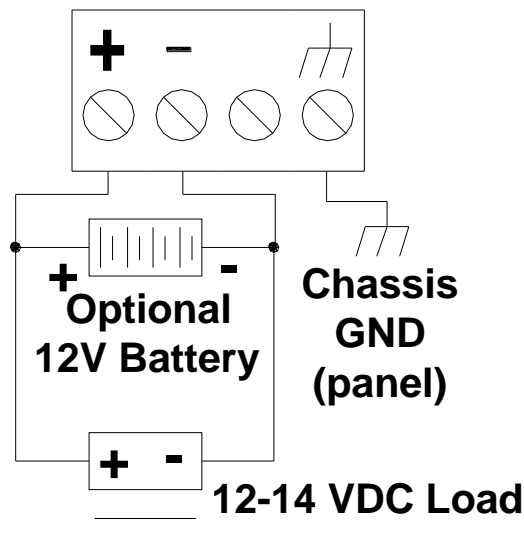 + -
+ -
Optional
12V Battery
Chassis
GND
(panel)
+ -
12-14 VDC Load